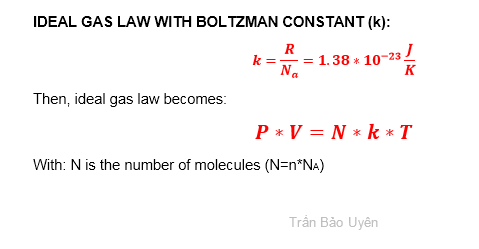 IDEAL GAS LAW WITH BOLTZMAN CONSTANT (k):
k = R/Nₐ = 1.38 * 10⁻²³ J/K
Then, ideal gas law becomes:
P * V = N * k * T
With: N is the number of molecules (N=n*Nᴀ)
Trần Bảo Uyên